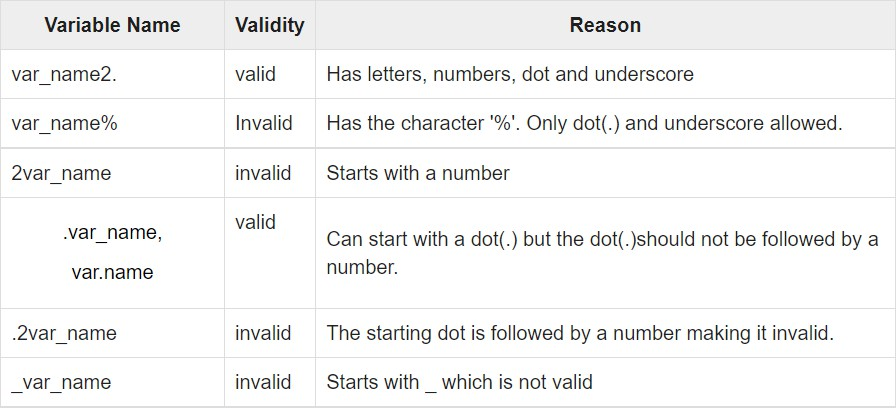 Variable Name Validity Reason
var_name2. valid Has letters, numbers, dot and underscore
var_name% Invalid Has the character '%'. Only dot(.) and underscore allowed.
2var_name invalid Starts with a number
.var_name,
var.name
valid
Can start with a dot(.) but the dot(.)should not be followed by a
number.
.2var_name invalid The starting dot is followed by a number making it invalid.
_var_name invalid Starts with _ which is not valid